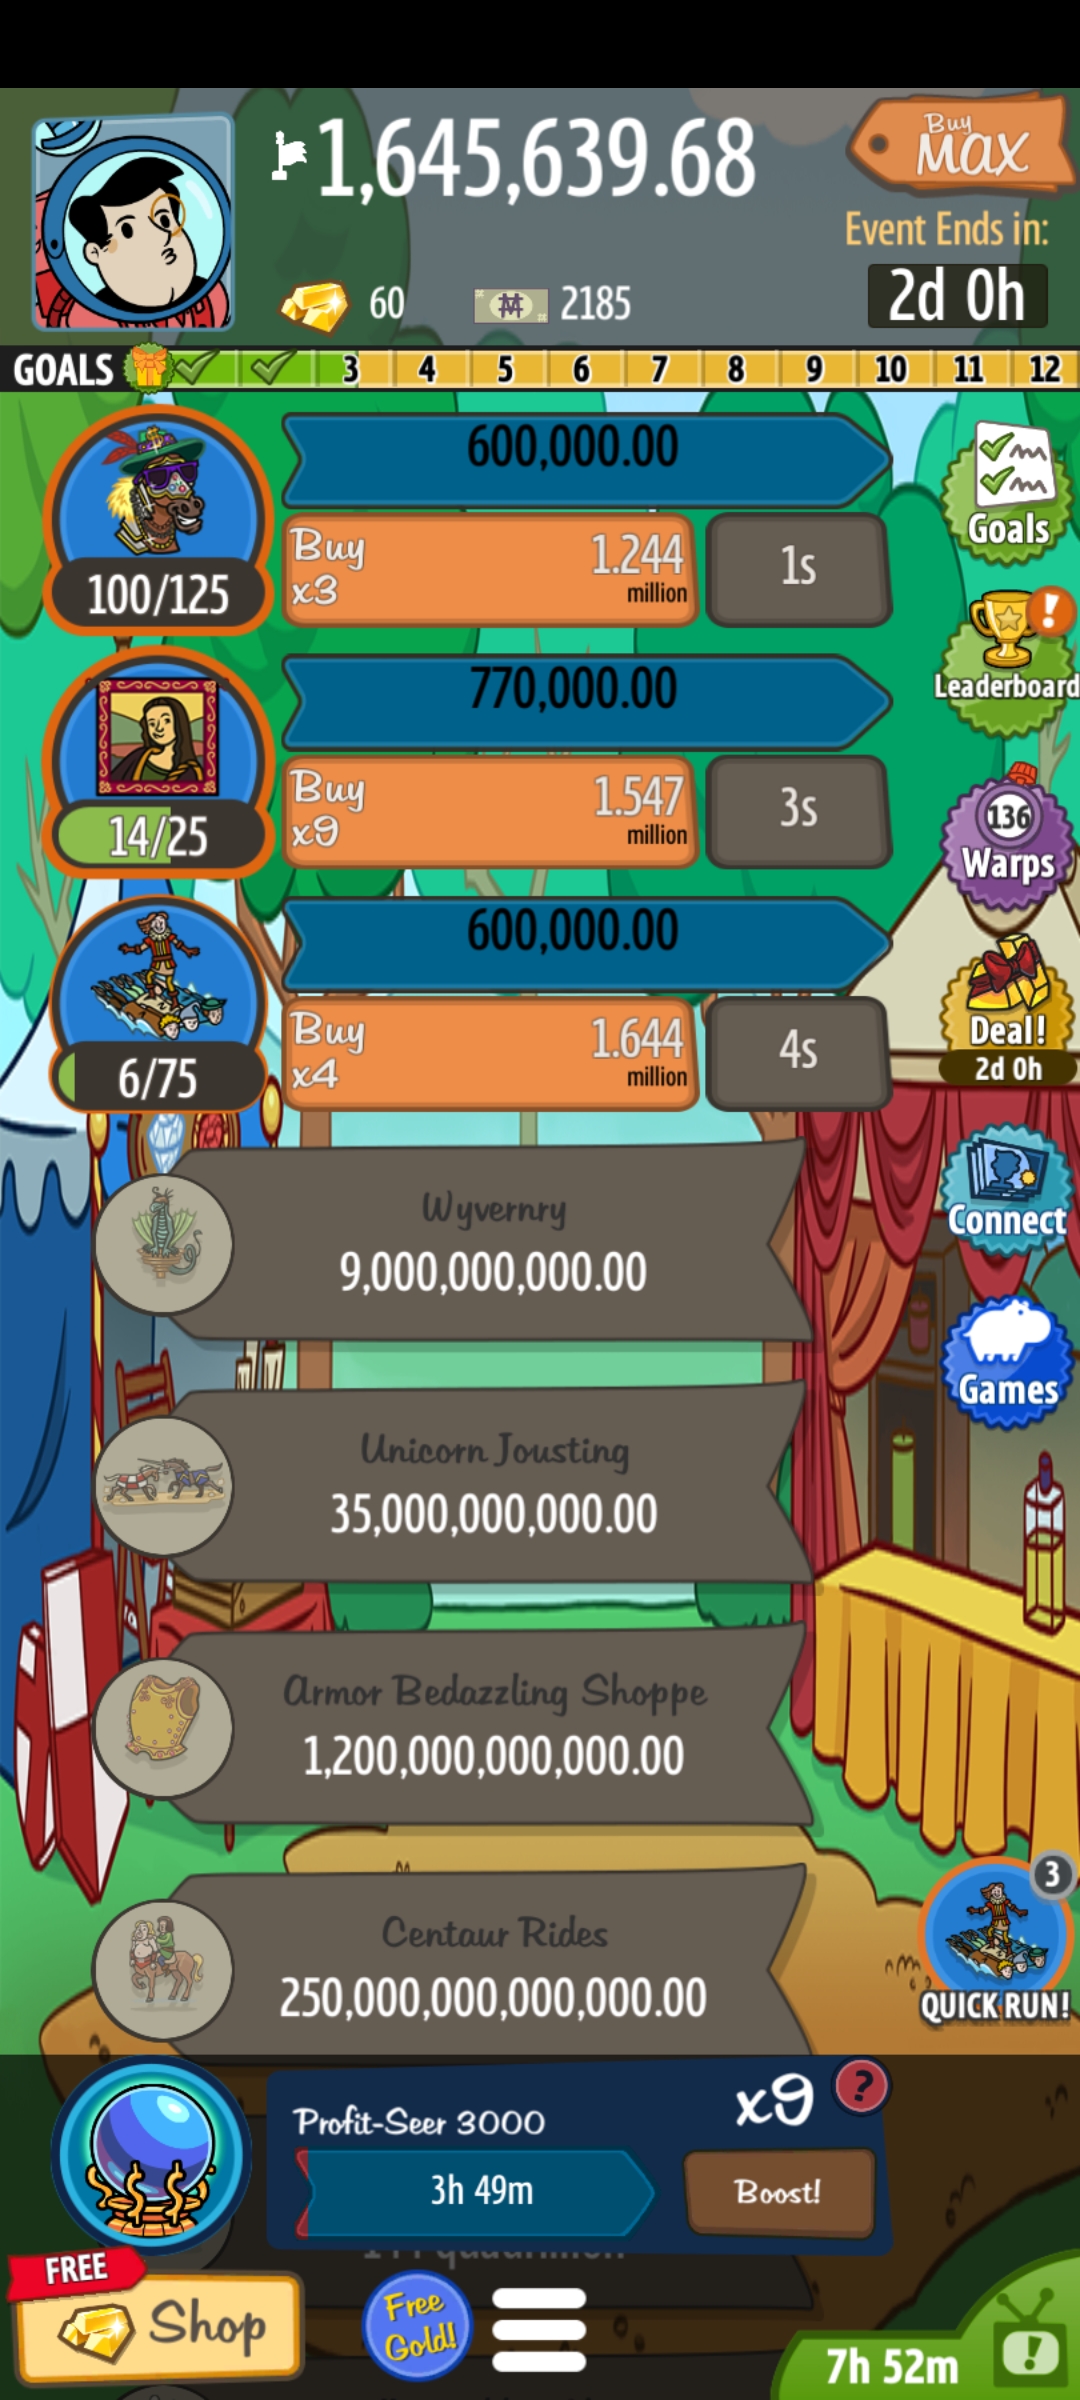 1,645,639.68
Buy
MAX
Event Ends in:
2d 0h
60
2185
GOALS
3 4 5 6 7 8 9 10 11 12
600,000.00
100/125
Buy
x3
1.244
million
1s
Goals
770,000.00
14/25
Buy
x9
1.547
million
3s
!
Leaderboard
136
Warps
600,000.00
6/75
Buy
x4
1.644
million
4s
Deal!
2d 0h
Wyvernry
9,000,000,000.00
Connect
Unicorn Jousting
35,000,000,000.00
Games
Armor Bedazzling Shoppe
1,200,000,000,000.00
Centaur Rides
250,000,000,000,000.00
3
QUICK RUN!
Profit-Seer 3000
x9
?
3h 49m
Boost!
FREE
Shop
Free
Gold!
7h 52m
!